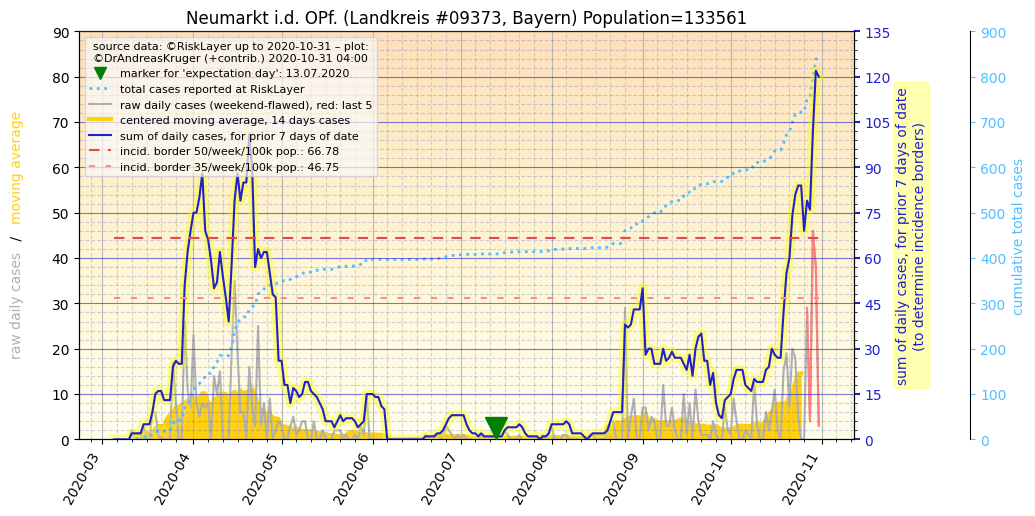 Neumarkt i.d. OPf. (Landkreis #09373, Bayern) Population=133561
source data: ©RiskLayer up to 2020-10-31 – plot:
©DrAndreasKruger (+contrib.) 2020-10-31 04:00
marker for 'expectation day': 13.07.2020
total cases reported at RiskLayer
raw daily cases (weekend-flawed), red: last 5
centered moving average, 14 days cases
sum of daily cases, for prior 7 days of date
incid. border 50/week/100k pop.: 66.78
incid. border 35/week/100k pop.: 46.75
raw daily cases / moving average
90
80
70
60
50
40
30
20
10
0
135
120
105
90
75
60
45
30
15
0
sum of daily cases, for prior 7 days of date
(to determine incidence borders)
900
800
700
600
500
400
300
200
100
0
cumulative total cases
2020-03
2020-04
2020-05
2020-06
2020-07
2020-08
2020-09
2020-10
2020-11